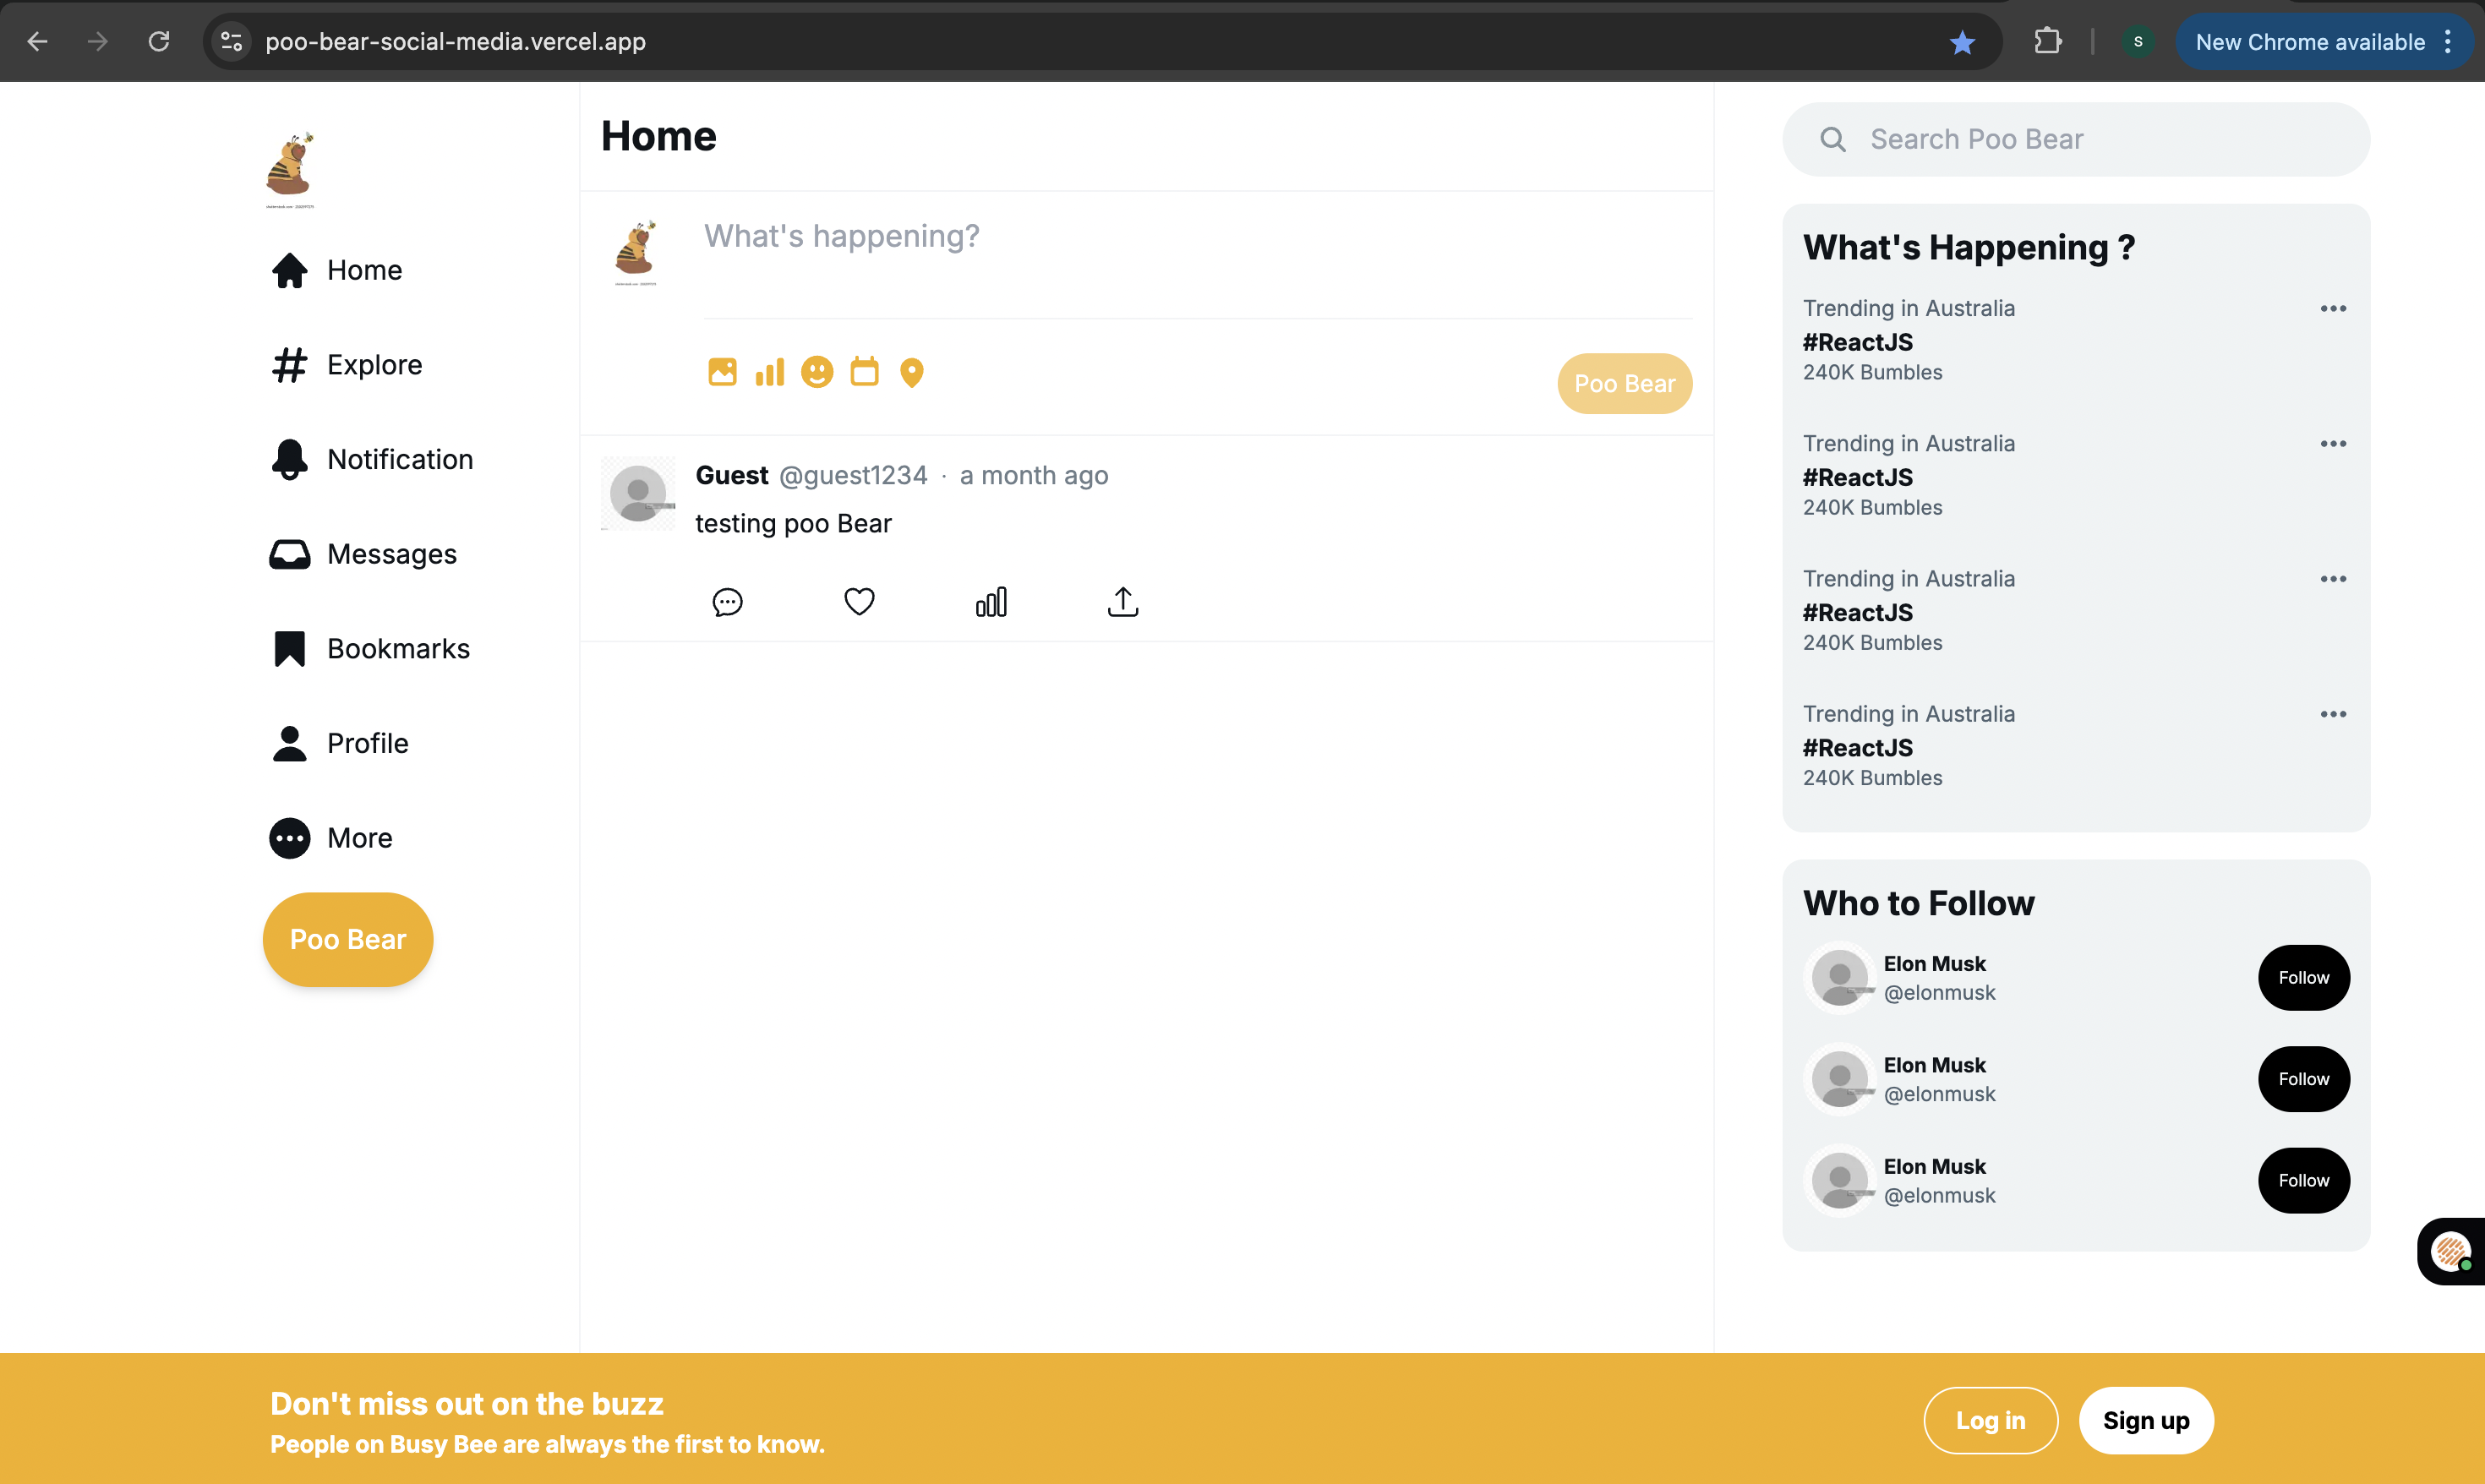 poo-bear-social-media.vercel.app
S
New Chrome available
Home
Explore
Notification
Messages
Bookmarks
Profile
More
Poo Bear
Home
What's happening?
Poo Bear
Guest @guest1234 · a month ago
testing poo Bear
Search Poo Bear
What's Happening ?
Trending in Australia
#ReactJS
240K Bumbles
Trending in Australia
#ReactJS
240K Bumbles
Trending in Australia
#ReactJS
240K Bumbles
Trending in Australia
#ReactJS
240K Bumbles
Who to Follow
Elon Musk
@elonmusk
Follow
Elon Musk
@elonmusk
Follow
Elon Musk
@elonmusk
Follow
Don't miss out on the buzz
People on Busy Bee are always the first to know.
Log in
Sign up